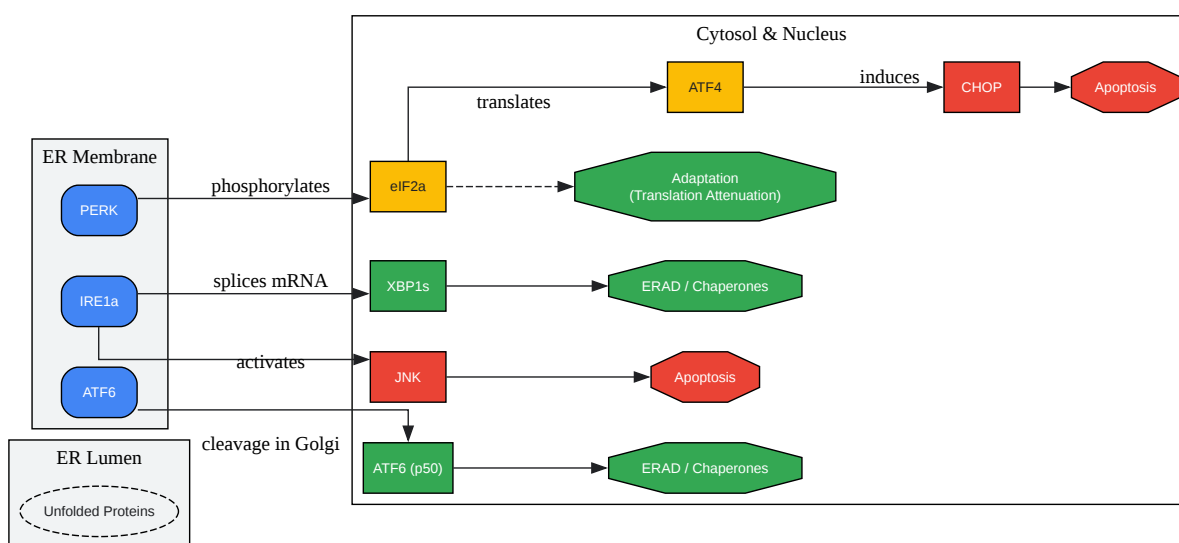 Cytosol & Nucleus
ATF4
induces
CHOP
Apoptosis
translates
ER Membrane
PERK
phosphorylates
eIF2a
Adaptation
(Translation Attenuation)
IRE1a
splices mRNA
XBP1s
ERAD / Chaperones
activates
JNK
Apoptosis
ATF6
cleavage in Golgi
ATF6 (p50)
ERAD / Chaperones
ER Lumen
Unfolded Proteins